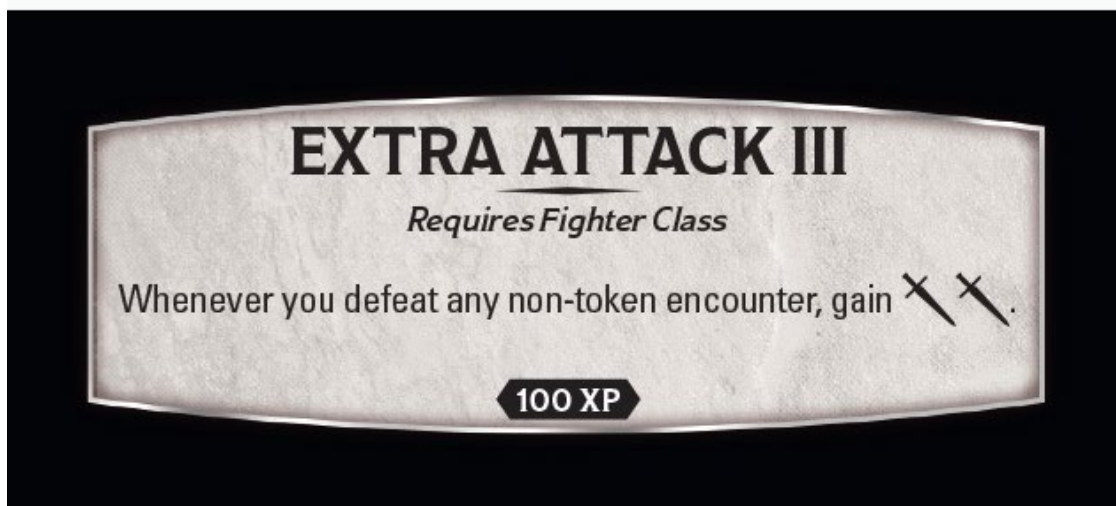 EXTRA ATTACK III
Requires Fighter Class
Whenever you defeat any non-token encounter, gain .
100 XP